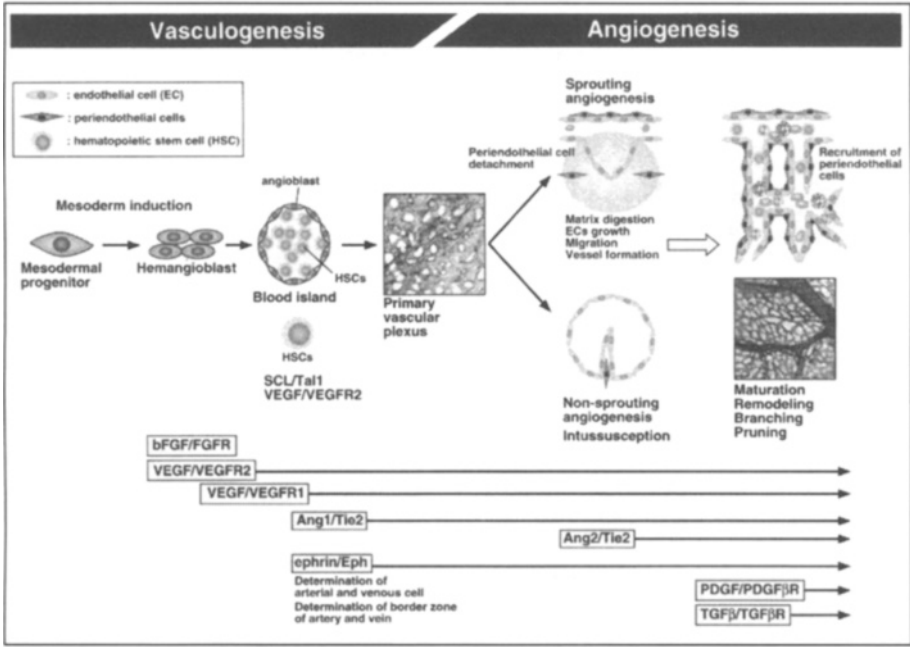 Vasculogenesis
Angiogenesis
: endothelial cell (EC)
: periendothelial cells
: hematopoietic stem cell (HSC)
Sprouting
angiogenesis
Periendothelial cell
detachment
Recruitment of
periendothelial
cells
angioblast
Mesoderm induction
Mesodermal
progenitor
Hemangioblast
HSCs
Blood island
Primary
vascular
plexus
Matrix digestion
ECs growth
Migration
Vessel formation
HSCs
SCL/Tal1
VEGF/VEGFR2
Non-sprouting
angiogenesis
Intussusception
Maturation
Remodeling
Branching
Pruning
bFGF/FGFR
VEGF/VEGFR2
VEGF/VEGFR1
Ang1/Tie2
Ang2/Tie2
ephrin/Eph
Determination of
arterial and venous cell
Determination of border zone
of artery and vein
PDGF/PDGFβR
TGFβ/TGFβR